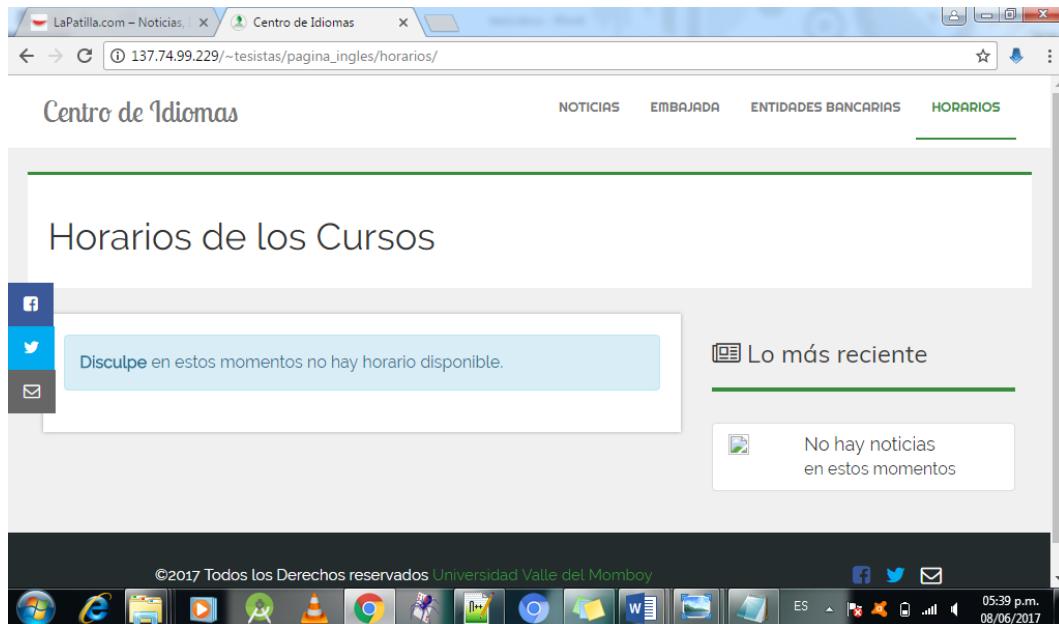 LaPatilla.com – Noticias,
Centro de Idiomas
137.74.99.229/~tesistas/pagina_ingles/horarios/
Centro de Idiomas
NOTICIAS EMBAJADA ENTIDADES BANCARIAS HORARIOS
Horarios de los Cursos
Disculpe en estos momentos no hay horario disponible.
Lo más reciente
No hay noticias
en estos momentos
©2017 Todos los Derechos reservados Universidad Valle del Momboy
ES
05:39 p.m.
08/06/2017